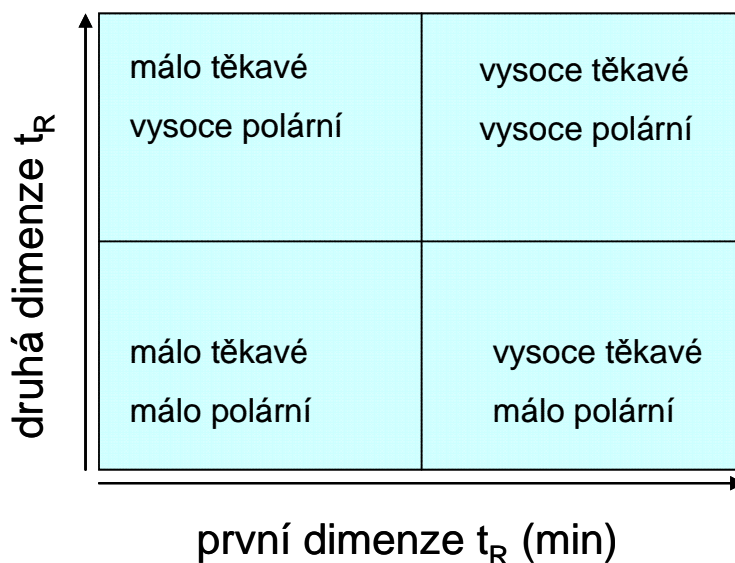 málo těkavé
vysoce polární
vysoce těkavé
vysoce polární
málo těkavé
málo polární
vysoce těkavé
málo polární
druhá dimenze tR
první dimenze tR (min)